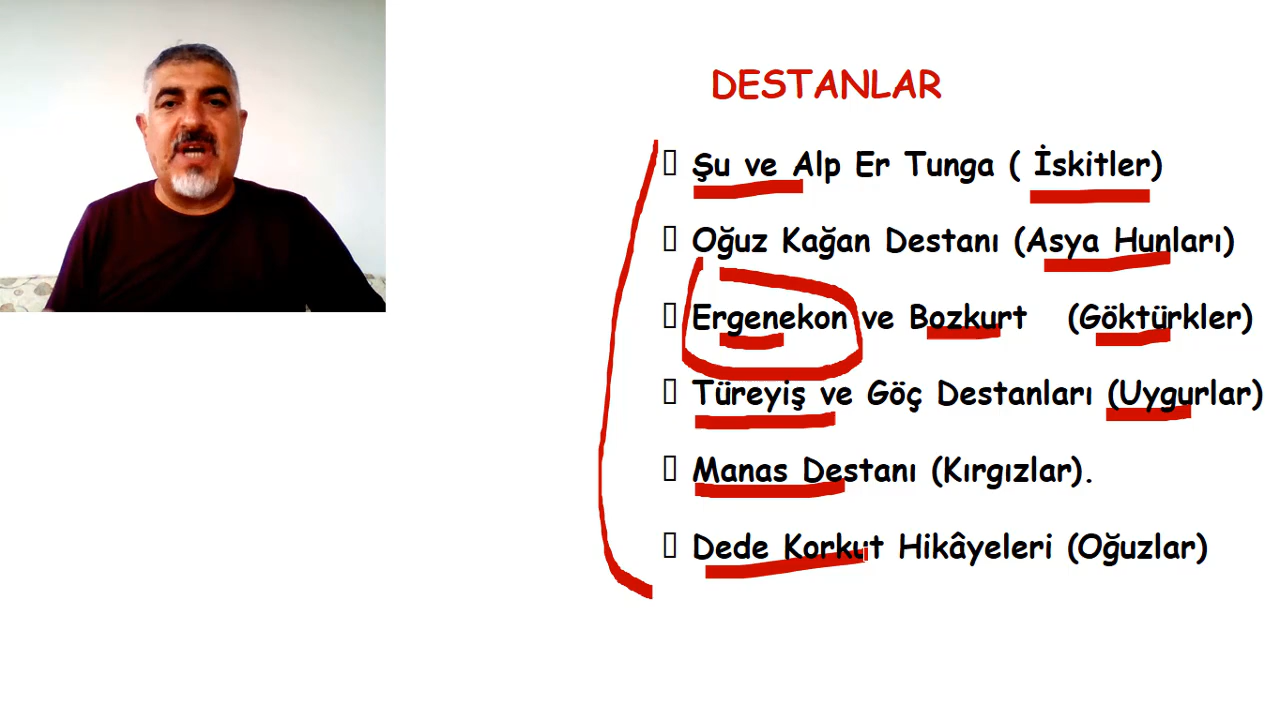 DESTANLAR
Şu ve Alp Er Tunga ( İskitler)
Oğuz Kağan Destanı (Asya Hunları)
Ergenekon ve Bozkurt (Göktürkler)
Türeyiş ve Göç Destanları (Uygurlar)
Manas Destanı (Kırgızlar).
Dede Korkut Hikâyeleri (Oğuzlar)